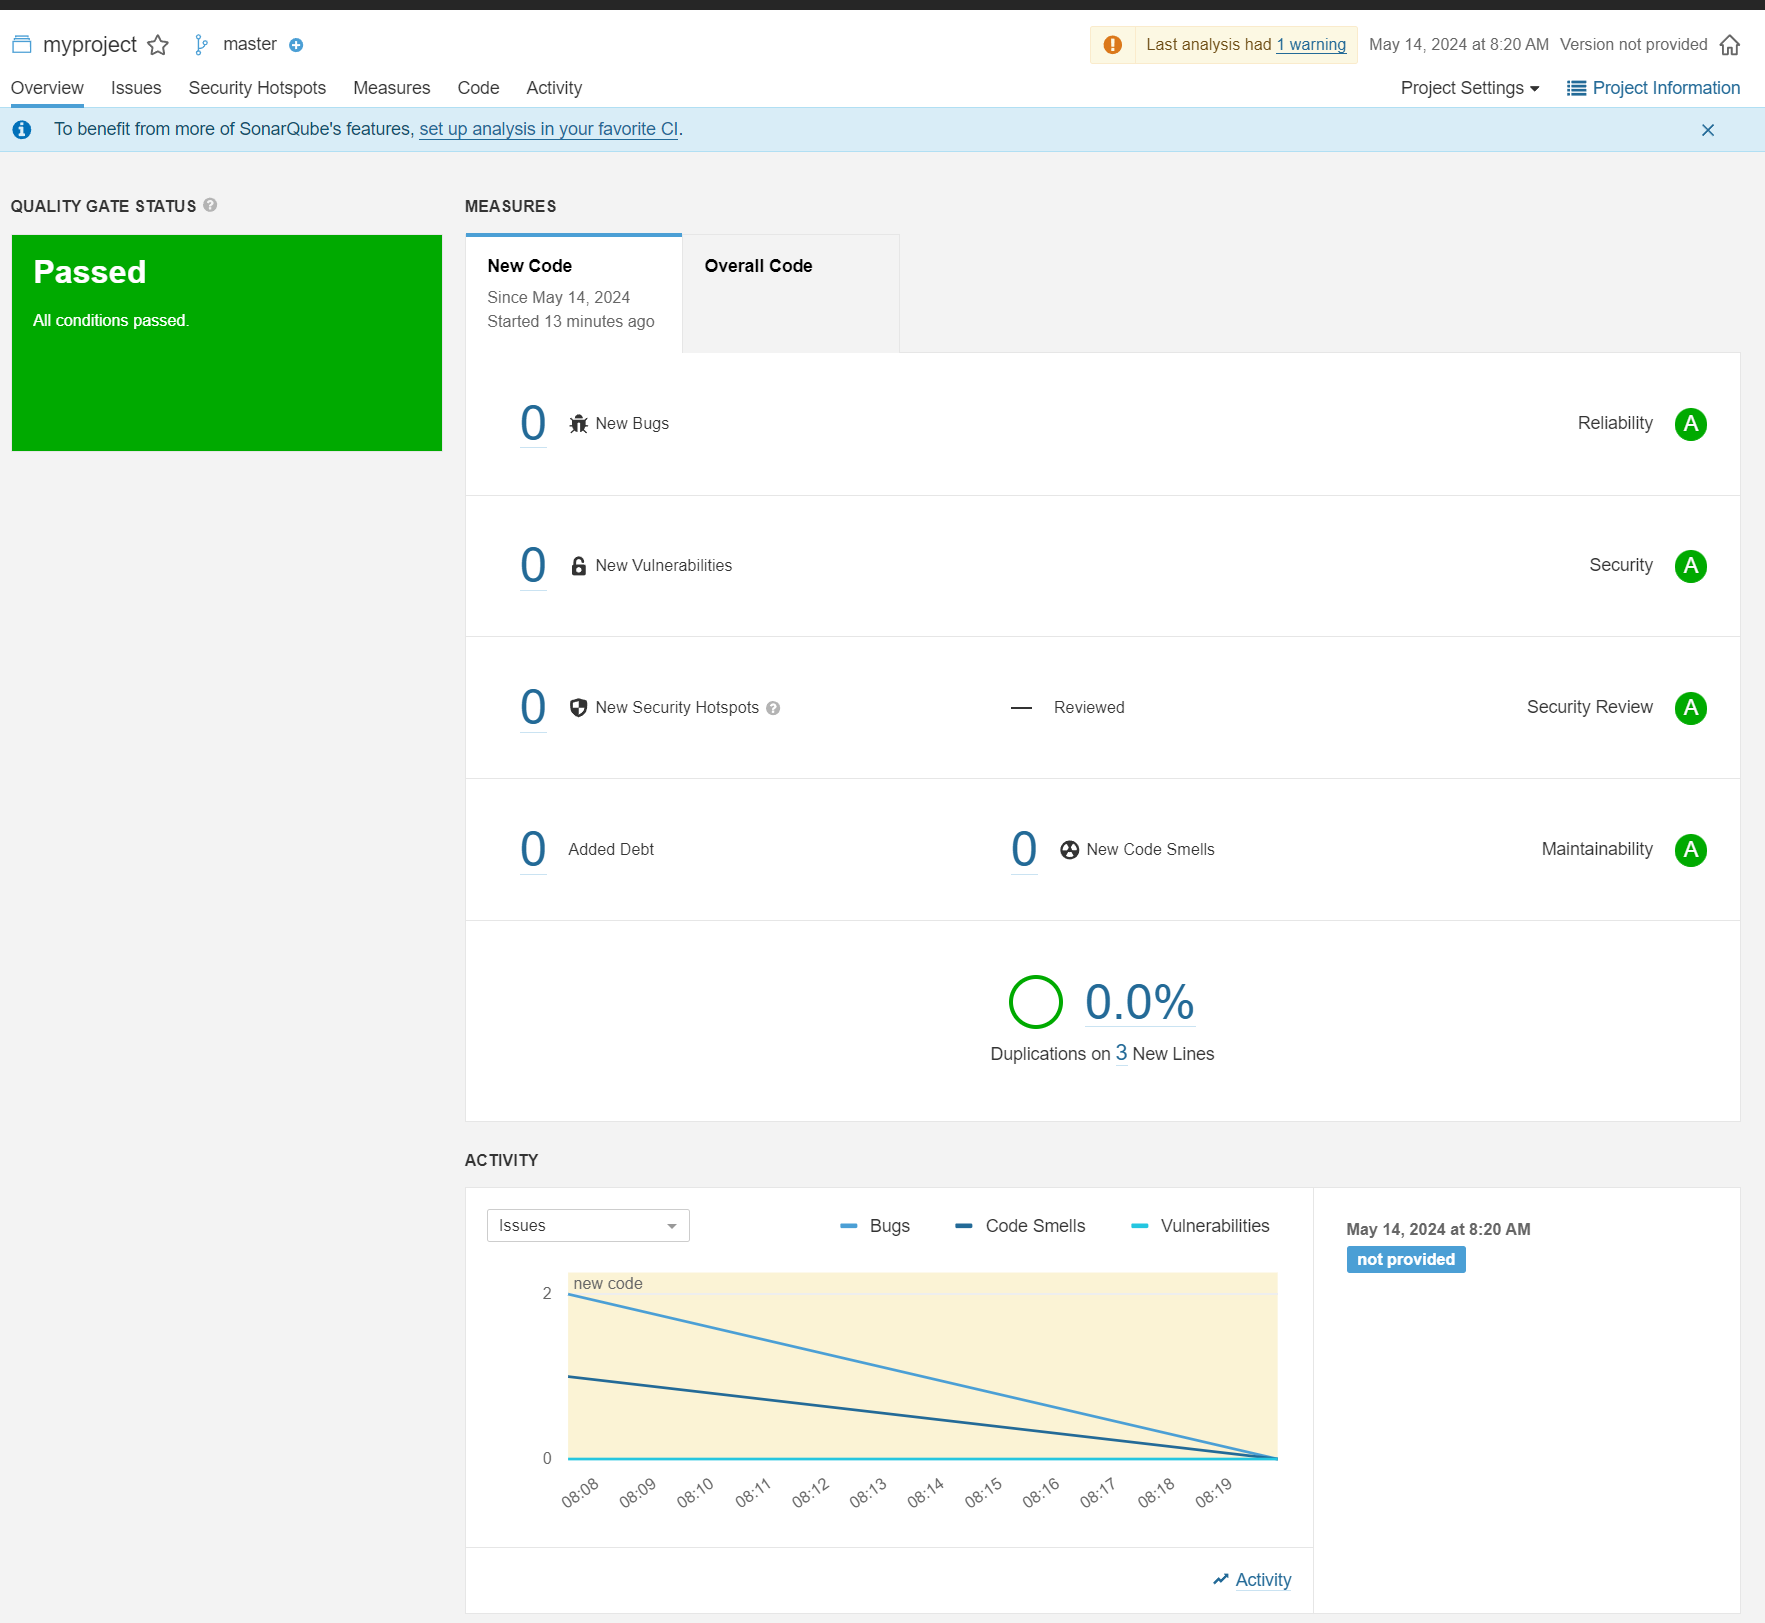 myproject master
Last analysis had 1 warning May 14, 2024 at 8:20 AM Version not provided
Overview Issues Security Hotspots Measures Code Activity
Project Settings Project Information
To benefit from more of SonarQube's features, set up analysis in your favorite CI.
QUALITY GATE STATUS
Passed
All conditions passed.
MEASURES
New Code
Since May 14, 2024
Started 13 minutes ago
Overall Code
0 New Bugs Reliability A
0 New Vulnerabilities Security A
0 New Security Hotspots — Reviewed Security Review A
0 Added Debt 0 New Code Smells Maintainability A
0.0%
Duplications on 3 New Lines
ACTIVITY
Issues Bugs Code Smells Vulnerabilities
new code
2
0
08:08 08:09 08:10 08:11 08:12 08:13 08:14 08:15 08:16 08:17 08:18 08:19
Activity
May 14, 2024 at 8:20 AM
not provided